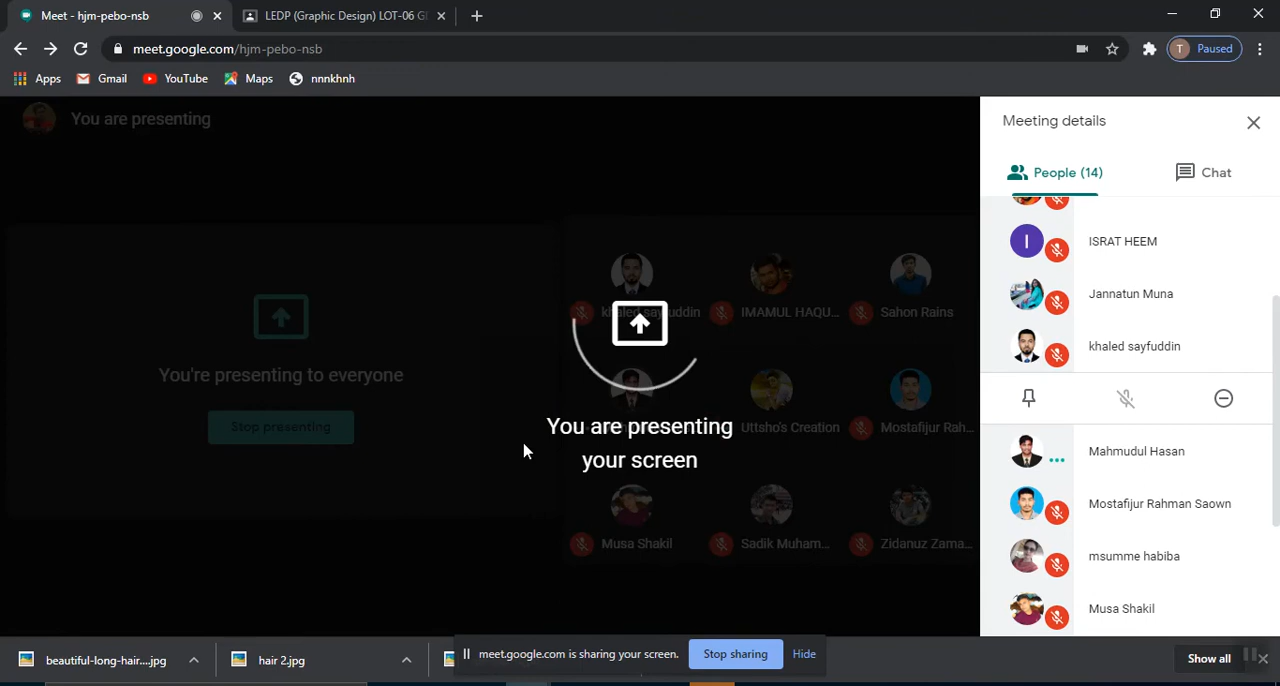 Meet - hjm-pebo-nsb
LEDP (Graphic Design) LOT-06 G
meet.google.com/hjm-pebo-nsb
T Paused
Apps Gmail YouTube Maps nnnkhnh
You are presenting
Meeting details
People (14) Chat
ISRAT HEEM
Jannatun Muna
khaled sayfuddin
Mahmudul Hasan
Mostafijur Rahman Saown
msumme habiba
Musa Shakil
khaled sayfuddin IMAMUL HAQU... Sahon Rains
You're presenting to everyone
Stop presenting
Uttsho's Creation Mostafijur Rah...
You are presenting
your screen
Musa Shakil Sadik Muham... Zidanuz Zama...
beautiful-long-hair....jpg hair 2.jpg
meet.google.com is sharing your screen. Stop sharing Hide
Show all